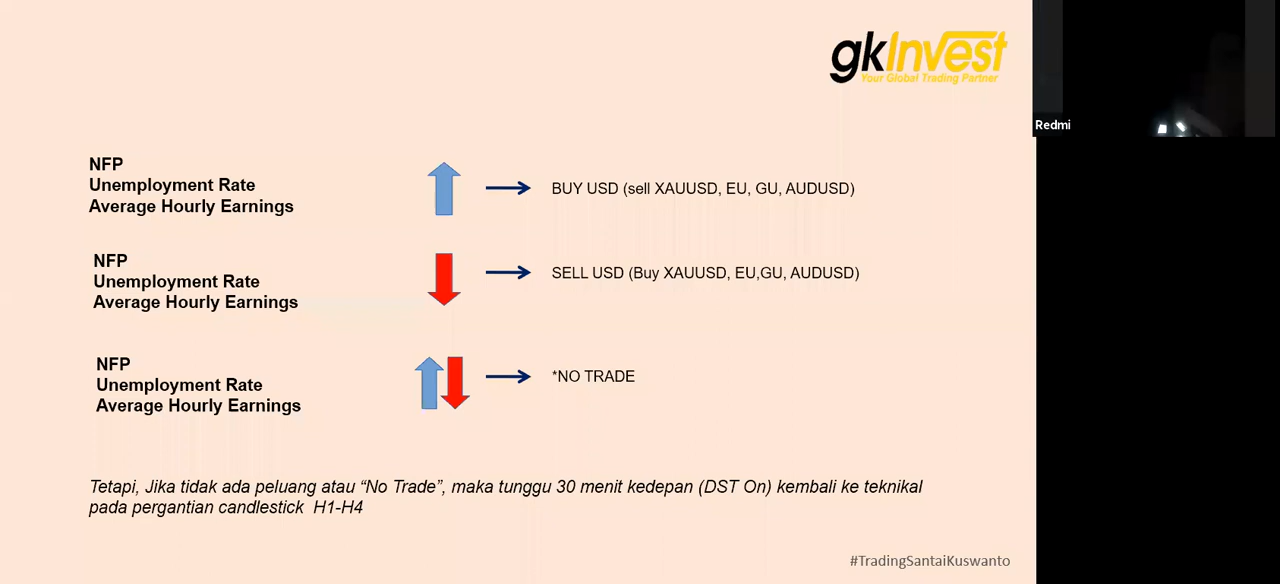 gkInvest
Your Global Trading Partner
Redmi
NFP
Unemployment Rate
Average Hourly Earnings
BUY USD (sell XAUUSD, EU, GU, AUDUSD)
NFP
Unemployment Rate
Average Hourly Earnings
SELL USD (Buy XAUUSD, EU,GU, AUDUSD)
NFP
Unemployment Rate
Average Hourly Earnings
*NO TRADE
Tetapi, Jika tidak ada peluang atau “No Trade”, maka tunggu 30 menit kedepan (DST On) kembali ke teknikal
pada pergantian candlestick H1-H4
#TradingSantaiKuswanto